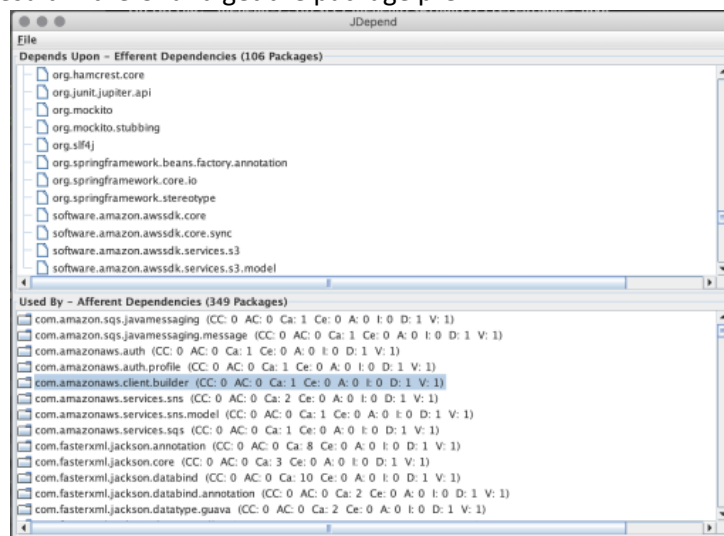 JDepend
File
Depends Upon - Efferent Dependencies (106 Packages)
org.hamcrest.core
org.junit.jupiter.api
org.mockito
org.mockito.stubbing
org.slf4j
org.springframework.beans.factory.annotation
org.springframework.core.io
org.springframework.stereotype
software.amazon.awssdk.core
software.amazon.awssdk.core.sync
software.amazon.awssdk.services.s3
software.amazon.awssdk.services.s3.model
Used By - Afferent Dependencies (349 Packages)
com.amazon.sqs.javamessaging (CC: 0 AC: 0 Ca: 1 Ce: 0 A: 0 I: 0 D: 1 V: 1)
com.amazon.sqs.javamessaging.message (CC: 0 AC: 0 Ca: 1 Ce: 0 A: 0 I: 0 D: 1 V: 1)
com.amazonaws.auth (CC: 0 AC: 0 Ca: 1 Ce: 0 A: 0 I: 0 D: 1 V: 1)
com.amazonaws.auth.profile (CC: 0 AC: 0 Ca: 1 Ce: 0 A: 0 I: 0 D: 1 V: 1)
com.amazonaws.client.builder (CC: 0 AC: 0 Ca: 1 Ce: 0 A: 0 I: 0 D: 1 V: 1)
com.amazonaws.services.sns (CC: 0 AC: 0 Ca: 2 Ce: 0 A: 0 I: 0 D: 1 V: 1)
com.amazonaws.services.sns.model (CC: 0 AC: 0 Ca: 1 Ce: 0 A: 0 I: 0 D: 1 V: 1)
com.amazonaws.services.sqs (CC: 0 AC: 0 Ca: 1 Ce: 0 A: 0 I: 0 D: 1 V: 1)
com.fasterxml.jackson.annotation (CC: 0 AC: 0 Ca: 8 Ce: 0 A: 0 I: 0 D: 1 V: 1)
com.fasterxml.jackson.core (CC: 0 AC: 0 Ca: 3 Ce: 0 A: 0 I: 0 D: 1 V: 1)
com.fasterxml.jackson.databind (CC: 0 AC: 0 Ca: 10 Ce: 0 A: 0 I: 0 D: 1 V: 1)
com.fasterxml.jackson.databind.annotation (CC: 0 AC: 0 Ca: 2 Ce: 0 A: 0 I: 0 D: 1 V: 1)
com.fasterxml.jackson.datatype.guava (CC: 0 AC: 0 Ca: 2 Ce: 0 A: 0 I: 0 D: 1 V: 1)